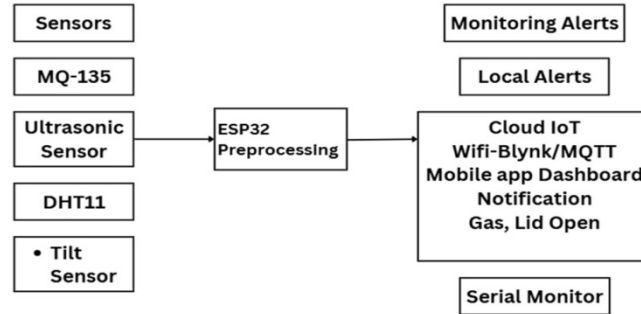 Sensors
MQ-135
Ultrasonic
Sensor
DHT11
• Tilt
Sensor
ESP32
Preprocessing
Monitoring Alerts
Local Alerts
Cloud IoT
Wifi-Blynk/MQTT
Mobile app Dashboard
Notification
Gas, Lid Open
Serial Monitor